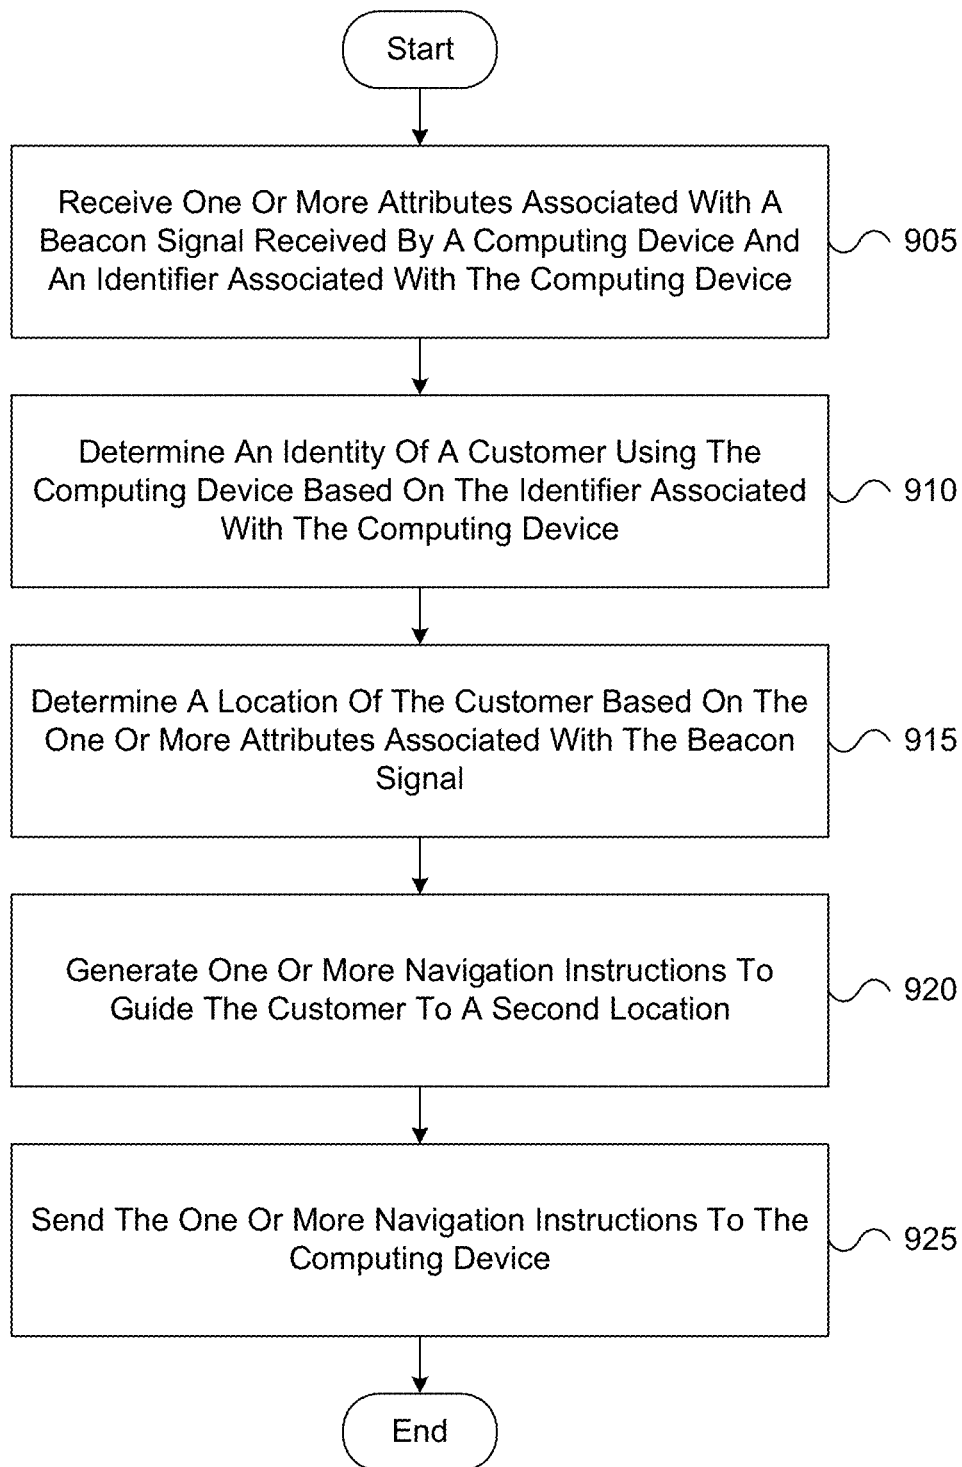 Start
Receive One Or More Attributes Associated With A
Beacon Signal Received By A Computing Device And
An Identifier Associated With The Computing Device
905
Determine An Identity Of A Customer Using The
Computing Device Based On The Identifier Associated
With The Computing Device
910
Determine A Location Of The Customer Based On The
One Or More Attributes Associated With The Beacon
Signal
915
Generate One Or More Navigation Instructions To
Guide The Customer To A Second Location
920
Send The One Or More Navigation Instructions To The
Computing Device
925
End